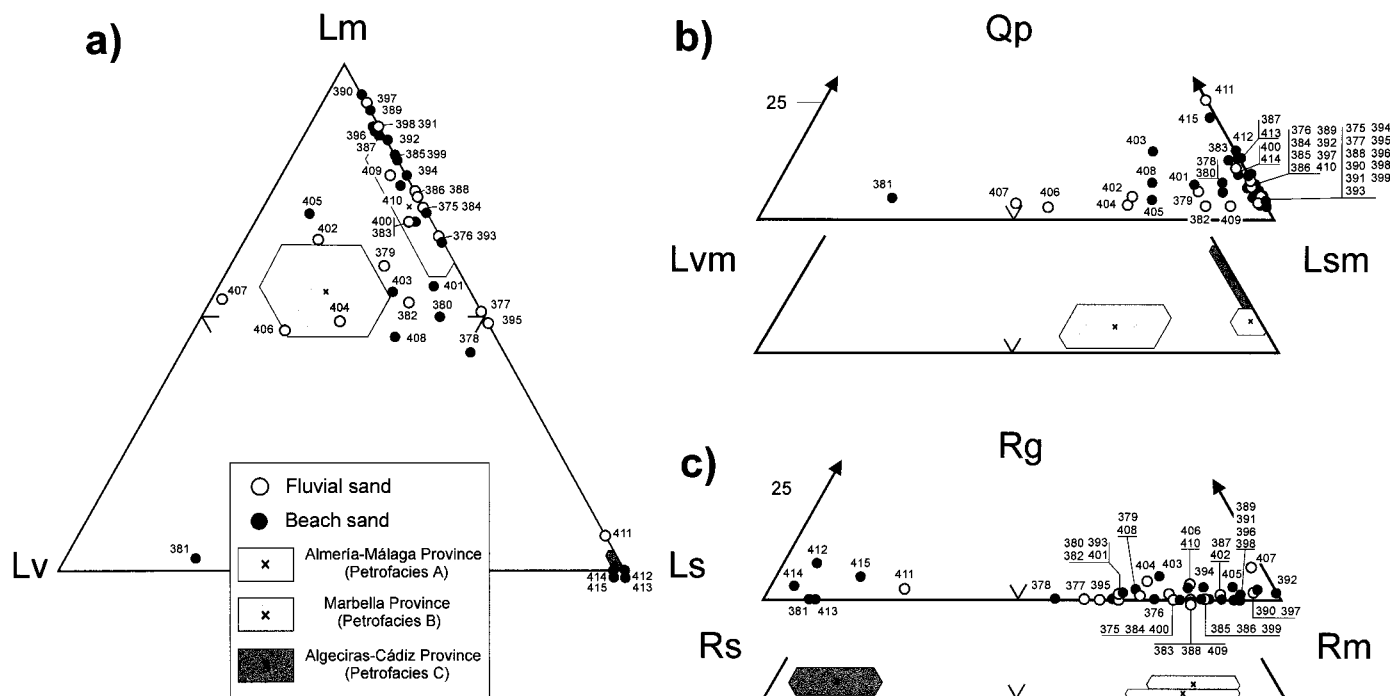 a)
Lm
390 397
389
398 391
396
392
387
385 399
409 394
386 388
410
375 384
405
400
383
402
376 393
379
407 403 401
404 382 380 377
406 395
408 378
381
411
Lv
414 412
415 413
Ls
Fluvial sand
Beach sand
Almería-Málaga Province
(Petrofacies A)
Marbella Province
(Petrofacies B)
Algeciras-Cádiz Province
(Petrofacies C)
b)
Qp
25
411
415
387
412 413
403 383 400
414
376 389
384 392
385 397
386 410
375 394
377 395
388 396
390 398
391 399
393
378
380
408 401
381 407 406 402
404 405 379
382 409
Lvm
Lsm
c)
Rg
25
389
391
396
398
379
408
406
410
380 393
382 401
387
402
412
415
404 403 394 405 407
414 411 378 377 395 392
381 413
376
390 397
375 384 400 385 386 399
383 388 409
Rs
Rm